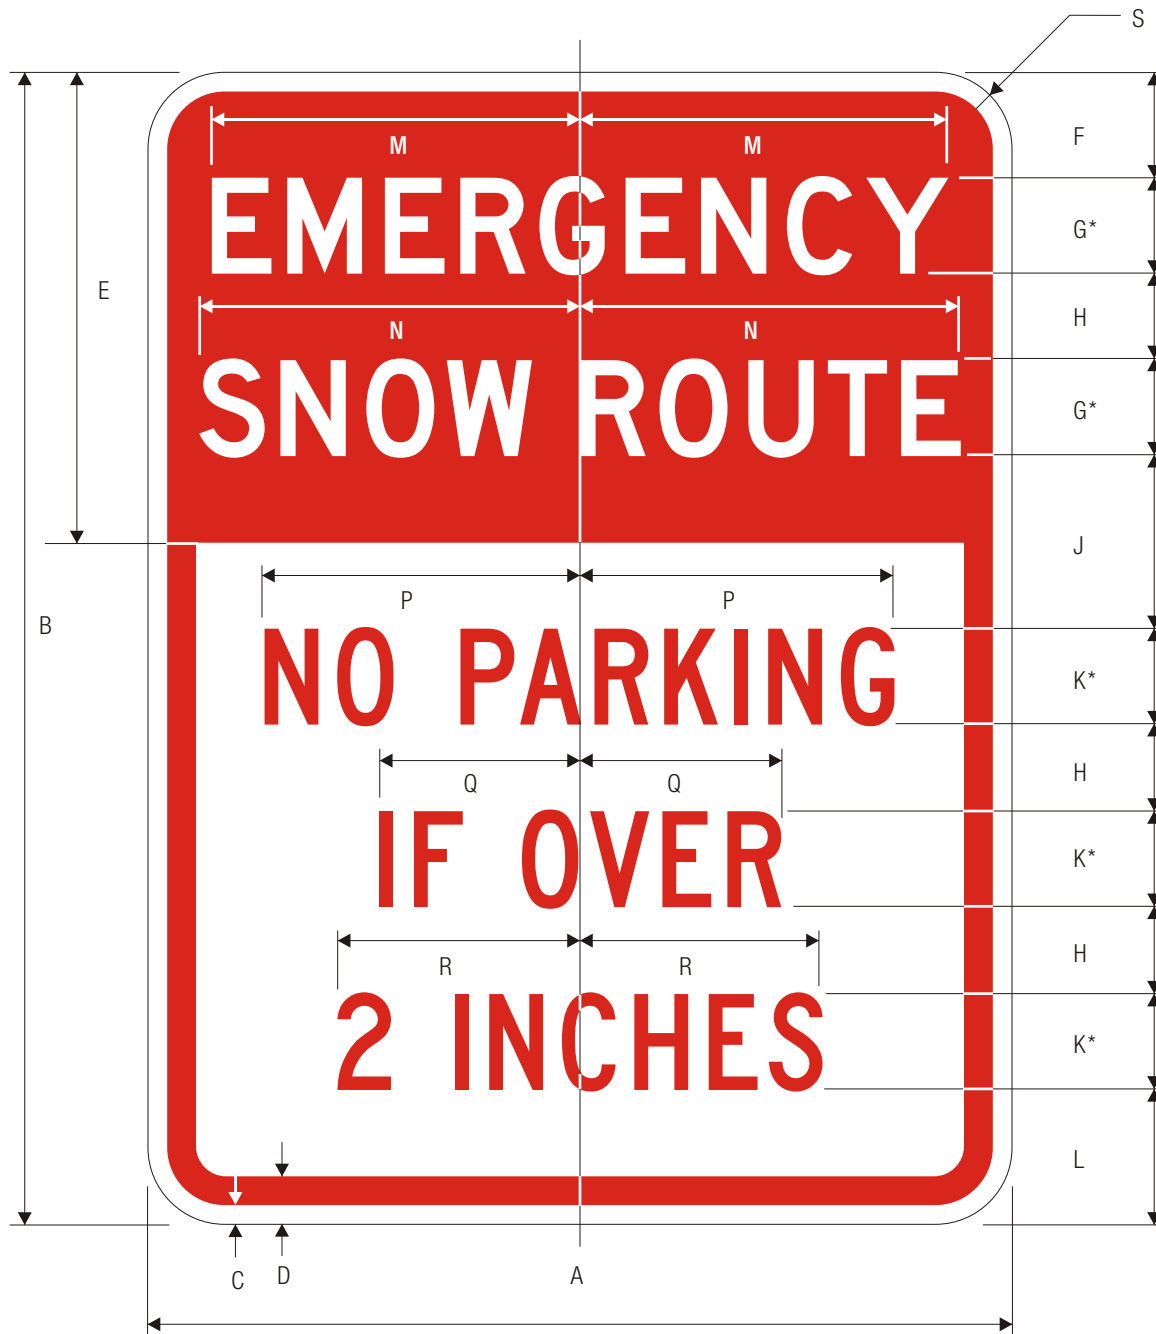 S
F
M M
EMERGENCY
G*
E
H
N N
SNOW ROUTE
G*
J
P P
B
NO PARKING
K*
Q Q
H
IF OVER
K*
R R
H
2 INCHES
K*
L
C D A